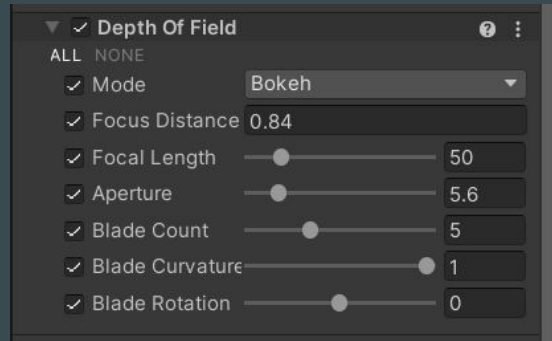 Depth Of Field
ALL NONE
Mode Bokeh
Focus Distance 0.84
Focal Length 50
Aperture 5.6
Blade Count 5
Blade Curvature 1
Blade Rotation 0